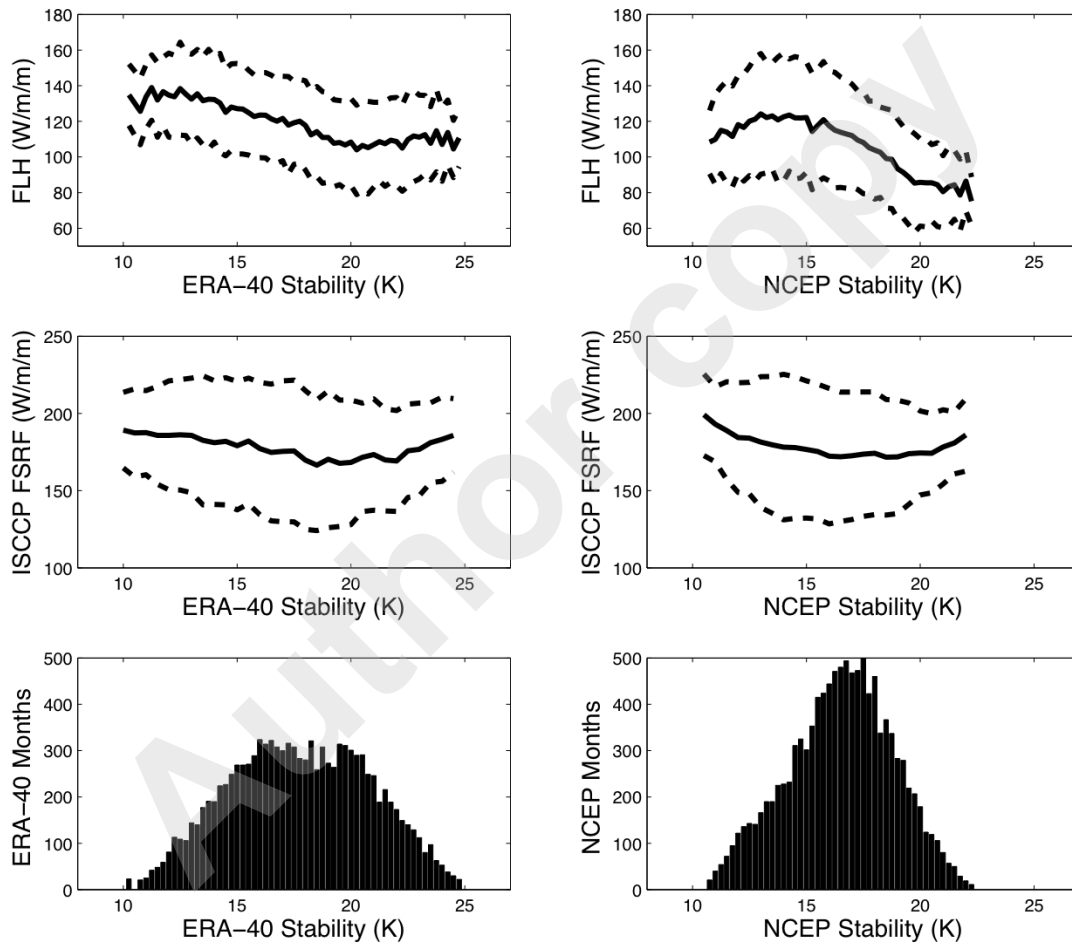 180
160
140
120
100
80
60
FLH (W/m/m)
10 15 20 25
ERA-40 Stability (K)
180
160
140
120
100
80
60
FLH (W/m/m)
10 15 20 25
NCEP Stability (K)
250
200
150
100
ISCCP FSRF (W/m/m)
10 15 20 25
ERA-40 Stability (K)
250
200
150
100
ISCCP FSRF (W/m/m)
10 15 20 25
NCEP Stability (K)
500
400
300
200
100
0
ERA-40 Months
10 15 20 25
ERA-40 Stability (K)
500
400
300
200
100
0
NCEP Months
10 15 20 25
NCEP Stability (K)
Author copy